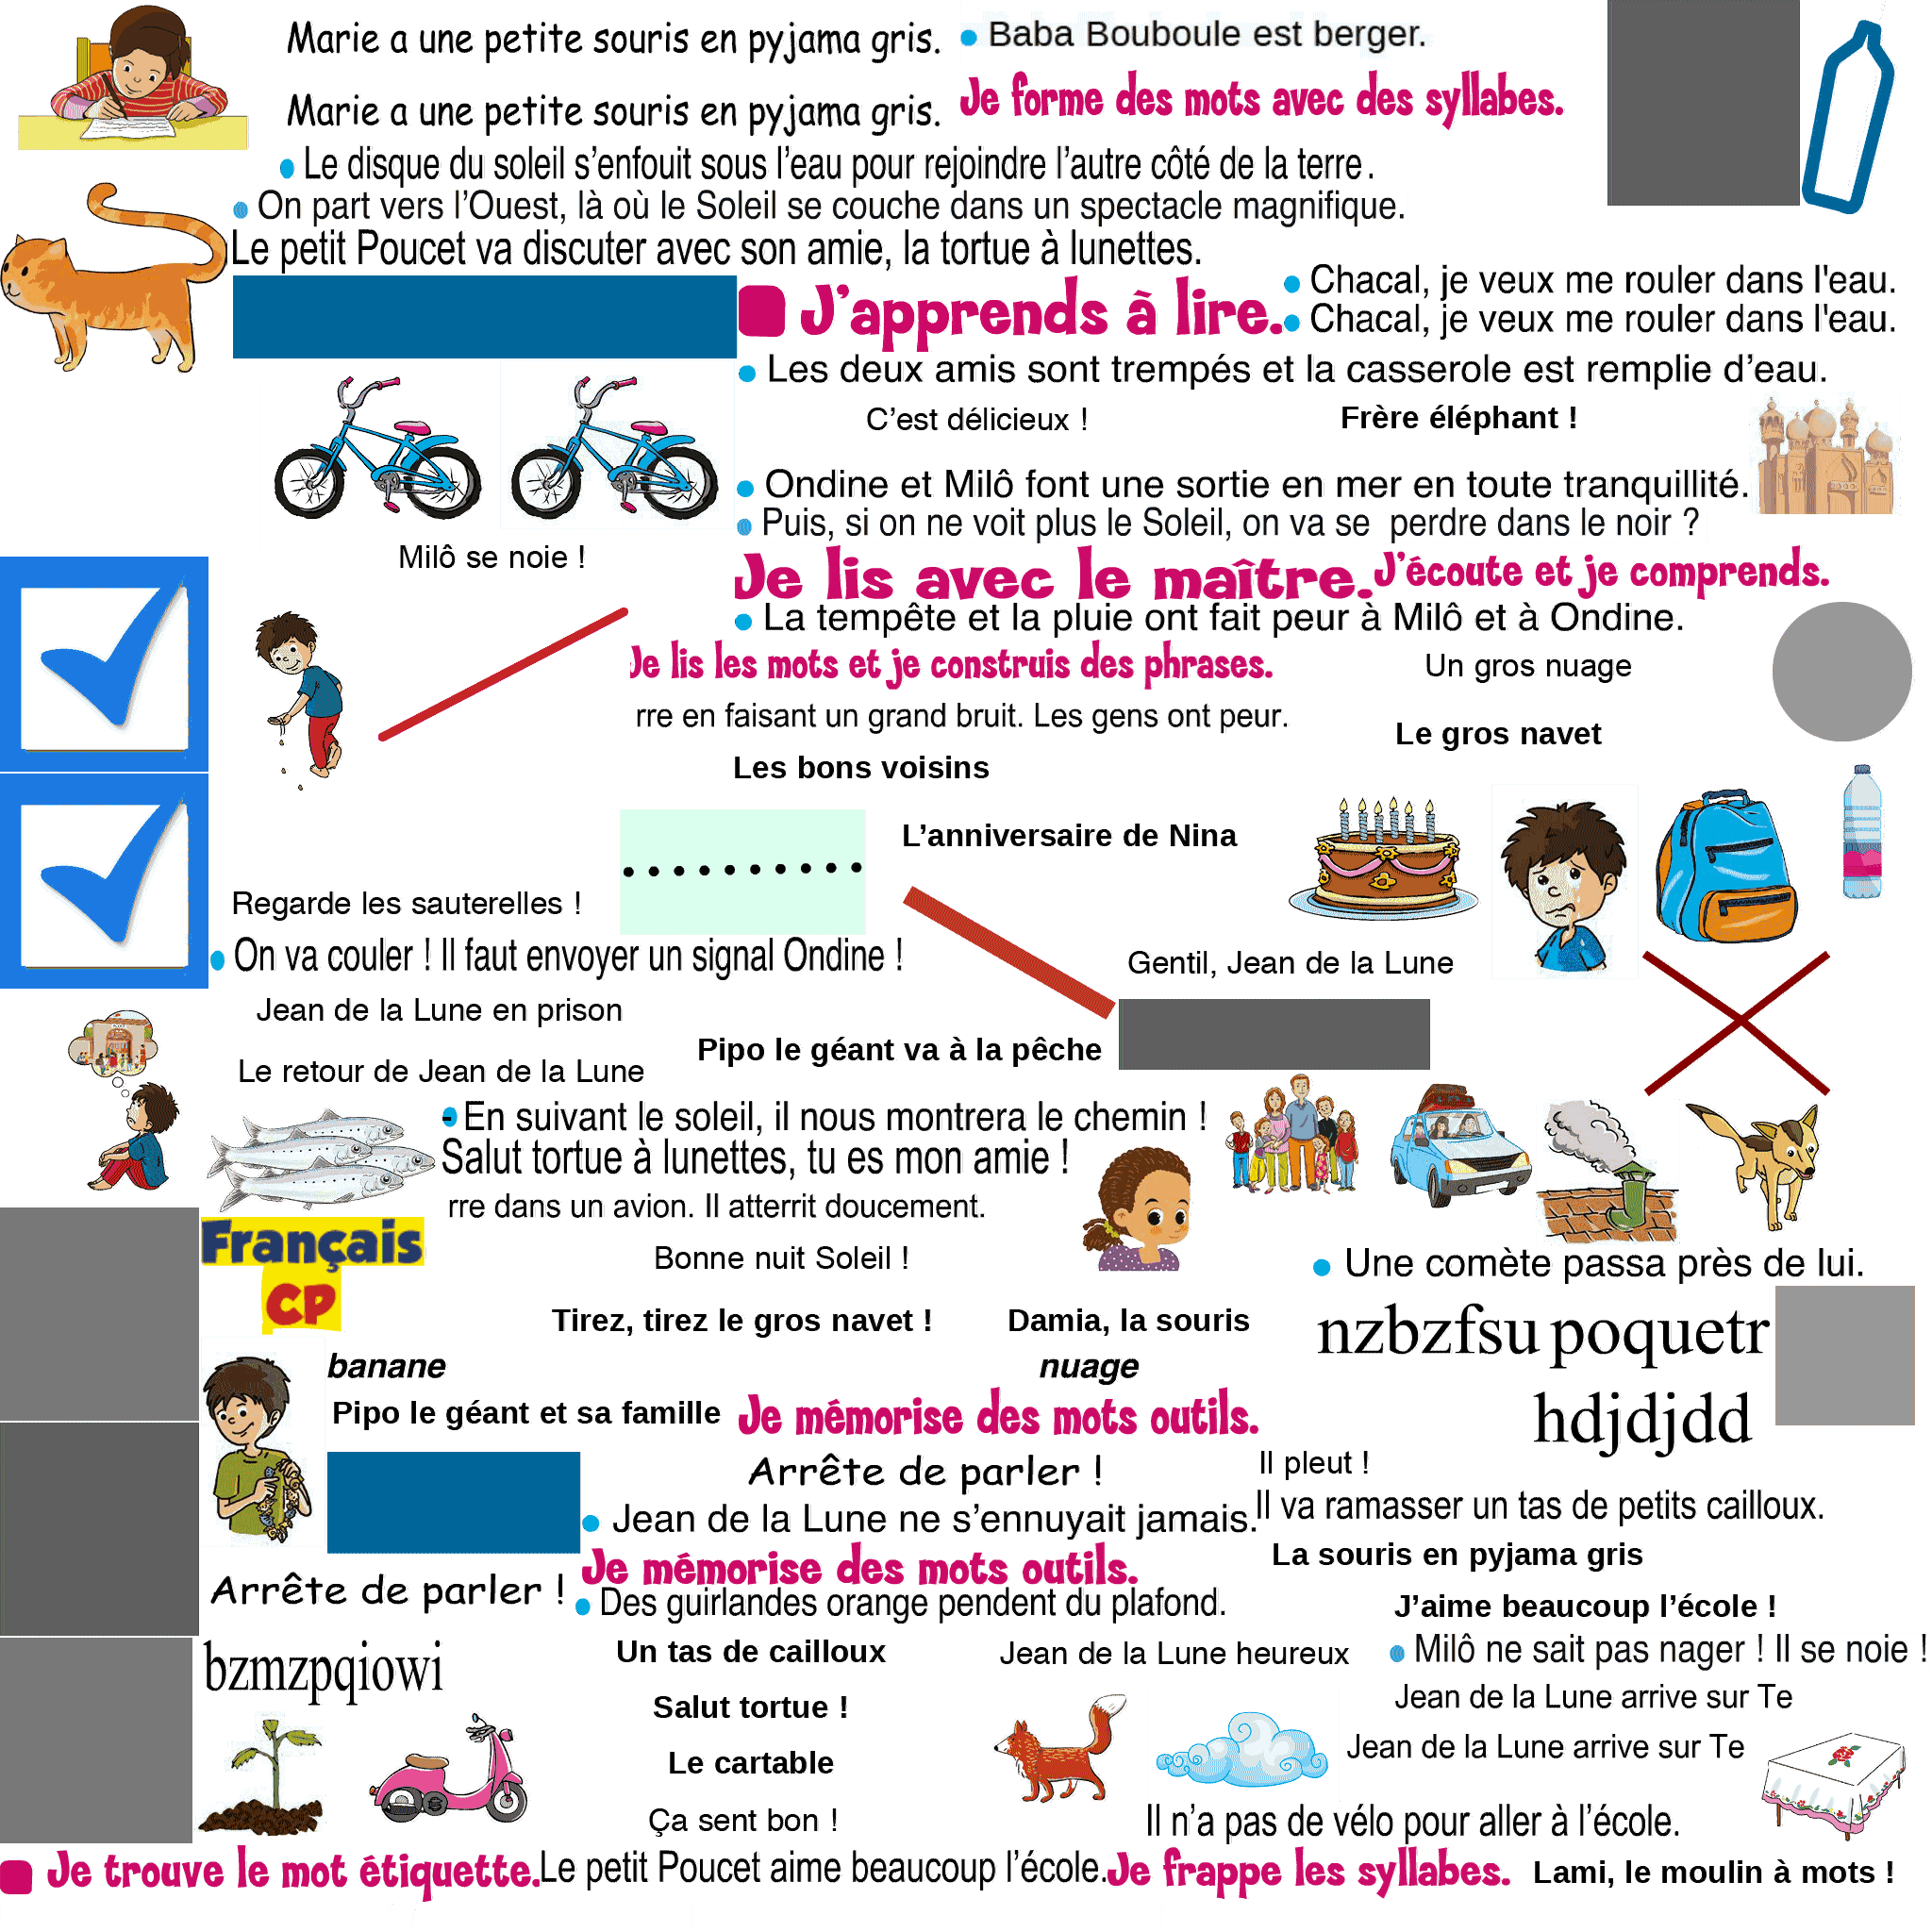 Marie a une petite souris en pyjama gris.
• Baba Bouboule est berger.
Marie a une petite souris en pyjama gris.
Je forme des mots avec des syllabes.
• Le disque du soleil s’enfouit sous l’eau pour rejoindre l’autre côté de la terre.
• On part vers l’Ouest, là où le Soleil se couche dans un spectacle magnifique.
Le petit Poucet va discuter avec son amie, la tortue à lunettes.
J’apprends à lire.
• Chacal, je veux me rouler dans l'eau.
• Chacal, je veux me rouler dans l'eau.
• Les deux amis sont trempés et la casserole est remplie d’eau.
C’est délicieux !
Frère éléphant !
• Ondine et Milô font une sortie en mer en toute tranquillité.
• Puis, si on ne voit plus le Soleil, on va se perdre dans le noir ?
Milô se noie !
Je lis avec le maître.
J’écoute et je comprends.
• La tempête et la pluie ont fait peur à Milô et à Ondine.
Je lis les mots et je construis des phrases.
Un gros nuage
rre en faisant un grand bruit. Les gens ont peur.
Le gros navet
Les bons voisins
L’anniversaire de Nina
Regarde les sauterelles !
• On va couler ! Il faut envoyer un signal Ondine !
Gentil, Jean de la Lune
Jean de la Lune en prison
Pipo le géant va à la pêche
Le retour de Jean de la Lune
- En suivant le soleil, il nous montrera le chemin !
Salut tortue à lunettes, tu es mon amie !
rre dans un avion. Il atterrit doucement.
Français
CP
Bonne nuit Soleil !
• Une comète passa près de lui.
Tirez, tirez le gros navet !
Damia, la souris
nzbzfsu poquetr
banane
nuage
Pipo le géant et sa famille
Je mémorise des mots outils.
hdjdjdd
Arrête de parler !
Il pleut !
• Jean de la Lune ne s’ennuyait jamais.
Il va ramasser un tas de petits cailloux.
La souris en pyjama gris
Je mémorise des mots outils.
Arrête de parler !
• Des guirlandes orange pendent du plafond.
J’aime beaucoup l’école !
bzmzpqiowi
Un tas de cailloux
Jean de la Lune heureux
• Milô ne sait pas nager ! Il se noie !
Jean de la Lune arrive sur Te
Salut tortue !
Jean de la Lune arrive sur Te
Le cartable
Ça sent bon !
Il n’a pas de vélo pour aller à l’école.
Je trouve le mot étiquette.
Le petit Poucet aime beaucoup l’école.
Je frappe les syllabes.
Lami, le moulin à mots !